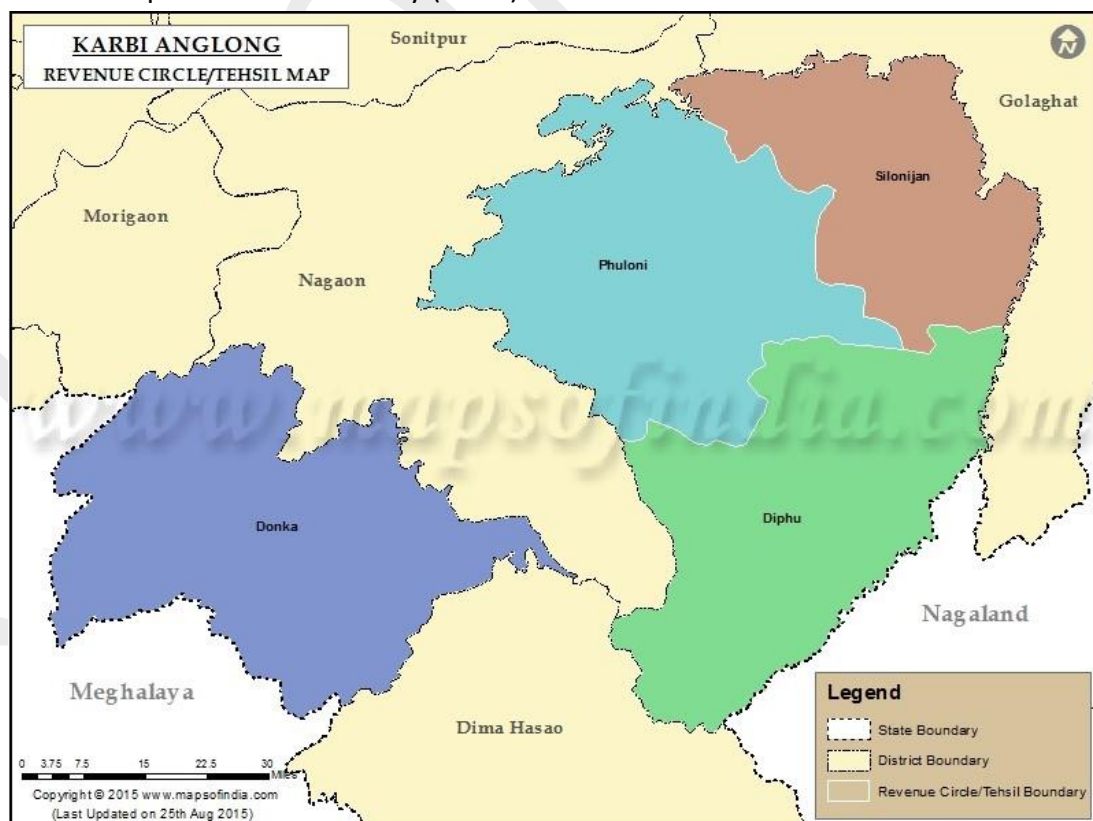 KARBI ANGLONG
REVENUE CIRCLE/TEHSIL MAP
Sonitpur
N
Golaghat
Silonijan
Morigaon
Phuloni
Nagaon
www.mapsofindia.com
Donka
Diphu
Nagaland
Meghalaya
Dima Hasao
Legend
State Boundary
District Boundary
Revenue Circle/Tehsil Boundary
0 3.75 7.5 15 22.5 30
Miles
Copyright © 2015 www.mapsofindia.com
(Last Updated on 25th Aug 2015)